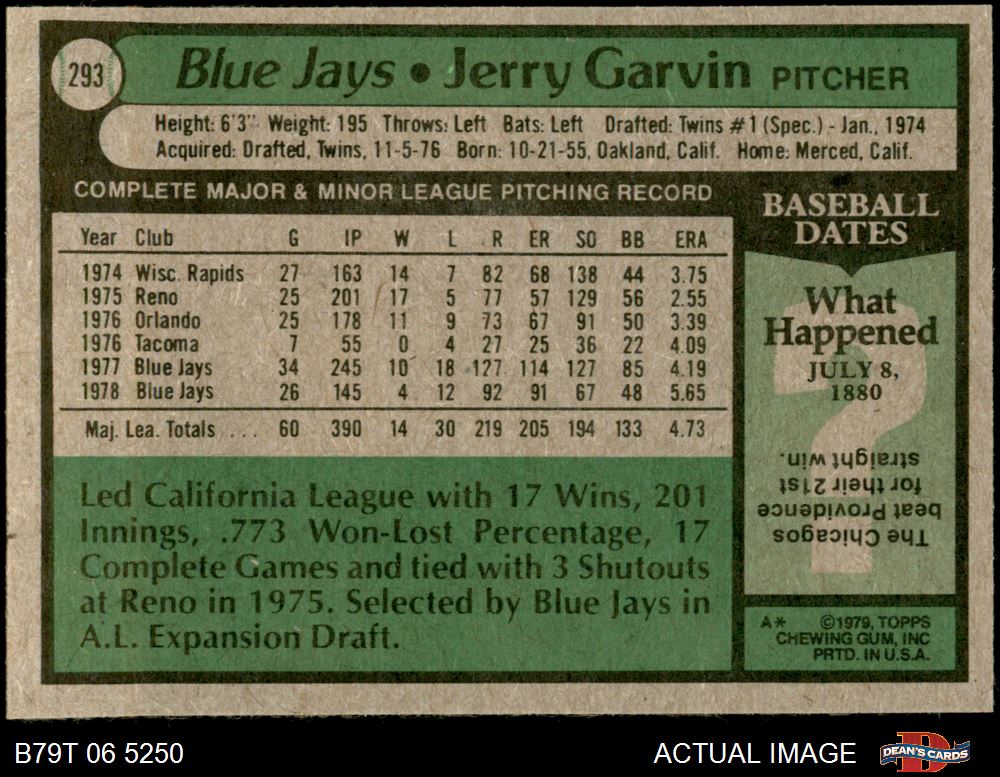 293
Blue Jays • Jerry Garvin PITCHER
Height: 6'3" Weight: 195 Throws: Left Bats: Left Drafted: Twins #1 (Spec.) - Jan., 1974
Acquired: Drafted, Twins, 11-5-76 Born: 10-21-55, Oakland, Calif. Home: Merced, Calif.
COMPLETE MAJOR & MINOR LEAGUE PITCHING RECORD
Year Club G IP W L R ER SO BB ERA
1974 Wisc. Rapids 27 163 14 7 82 68 138 44 3.75
1975 Reno 25 201 17 5 77 57 129 56 2.55
1976 Orlando 25 178 11 9 73 67 91 50 3.39
1976 Tacoma 7 55 0 4 27 25 36 22 4.09
1977 Blue Jays 34 245 10 18 127 114 127 85 4.19
1978 Blue Jays 26 145 4 12 92 91 67 48 5.65
Maj. Lea. Totals ... 60 390 14 30 219 205 194 133 4.73
Led California League with 17 Wins, 201
Innings, .773 Won-Lost Percentage, 17
Complete Games and tied with 3 Shutouts
at Reno in 1975. Selected by Blue Jays in
A.L. Expansion Draft.
BASEBALL
DATES
What
Happened
JULY 8,
1880
The Chicagos
beat Providence
for their 21st
straight win.
A* ©1979, TOPPS
CHEWING GUM, INC
PRTD. IN U.S.A.
B79T 06 5250
ACTUAL IMAGE
DEAN'S CARDS